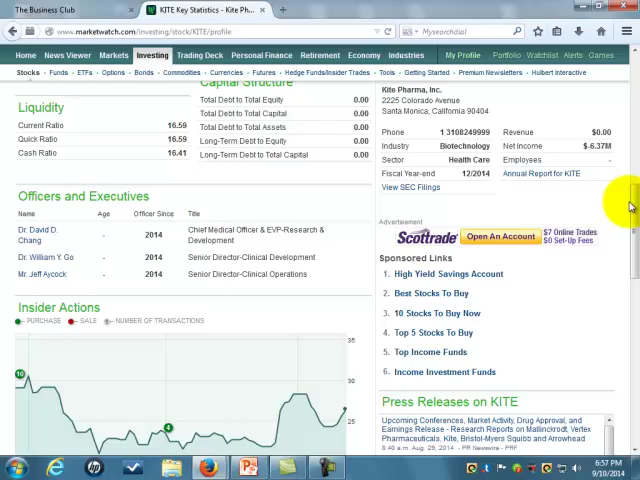 The Business Club
KITE Key Statistics - Kite Ph...
www.marketwatch.com/investing/stock/KITE/profile
Mysearchdial
Home News Viewer Markets Investing Trading Deck Personal Finance Retirement Economy Industries My Profile Portfolio Watchlist Alerts Games
Stocks Funds ETFs Options Bonds Commodities Currencies Futures Hedge Funds/Insider Trades Tools Getting Started Premium Newsletters Hulbert Interactive
Liquidity
Current Ratio 16.59
Quick Ratio 16.59
Cash Ratio 16.41
Capital Structure
Total Debt to Total Equity 0.00
Total Debt to Total Capital 0.00
Total Debt to Total Assets 0.00
Long-Term Debt to Equity 0.00
Long-Term Debt to Total Capital 0.00
Officers and Executives
Name Age Officer Since Title
Dr. David D. Chang - 2014 Chief Medical Officer & EVP-Research & Development
Dr. William Y. Go - 2014 Senior Director-Clinical Development
Mr. Jeff Aycock - 2014 Senior Director-Clinical Operations
Insider Actions
PURCHASE SALE # NUMBER OF TRANSACTIONS
35
30
25
10
4
Kite Pharma, Inc.
2225 Colorado Avenue
Santa Monica, California 90404
Phone 1 3108249999 Revenue $0.00
Industry Biotechnology Net Income $-6.37M
Sector Health Care Employees -
Fiscal Year-end 12/2014 Annual Report for KITE
View SEC Filings
Advertisement
Scottrade Open An Account $7 Online Trades
$0 Set-Up Fees
Sponsored Links
1. High Yield Savings Account
2. Best Stocks To Buy
3. 10 Stocks To Buy Now
4. Top 5 Stocks To Buy
5. Top Income Funds
6. Income Investment Funds
Press Releases on KITE
Upcoming Conferences, Market Activity, Drug Approval, and
Earnings Release - Research Reports on Mallinckrodt, Vertex
Pharmaceuticals, Kite, Bristol-Myers Squibb and Arrowhead
8:40 a.m. Aug. 29, 2014 - PR Newswire - PRF
6:57 PM
9/10/2014